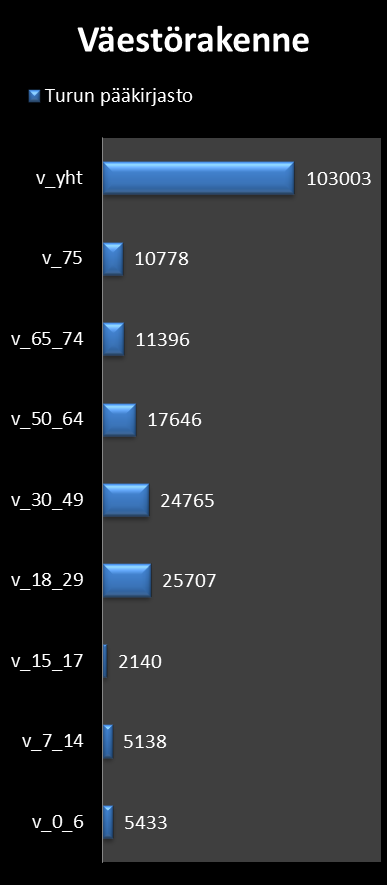 Väestörakenne
Turun pääkirjasto
v_yht 103003
v_75 10778
v_65_74 11396
v_50_64 17646
v_30_49 24765
v_18_29 25707
v_15_17 2140
v_7_14 5138
v_0_6 5433